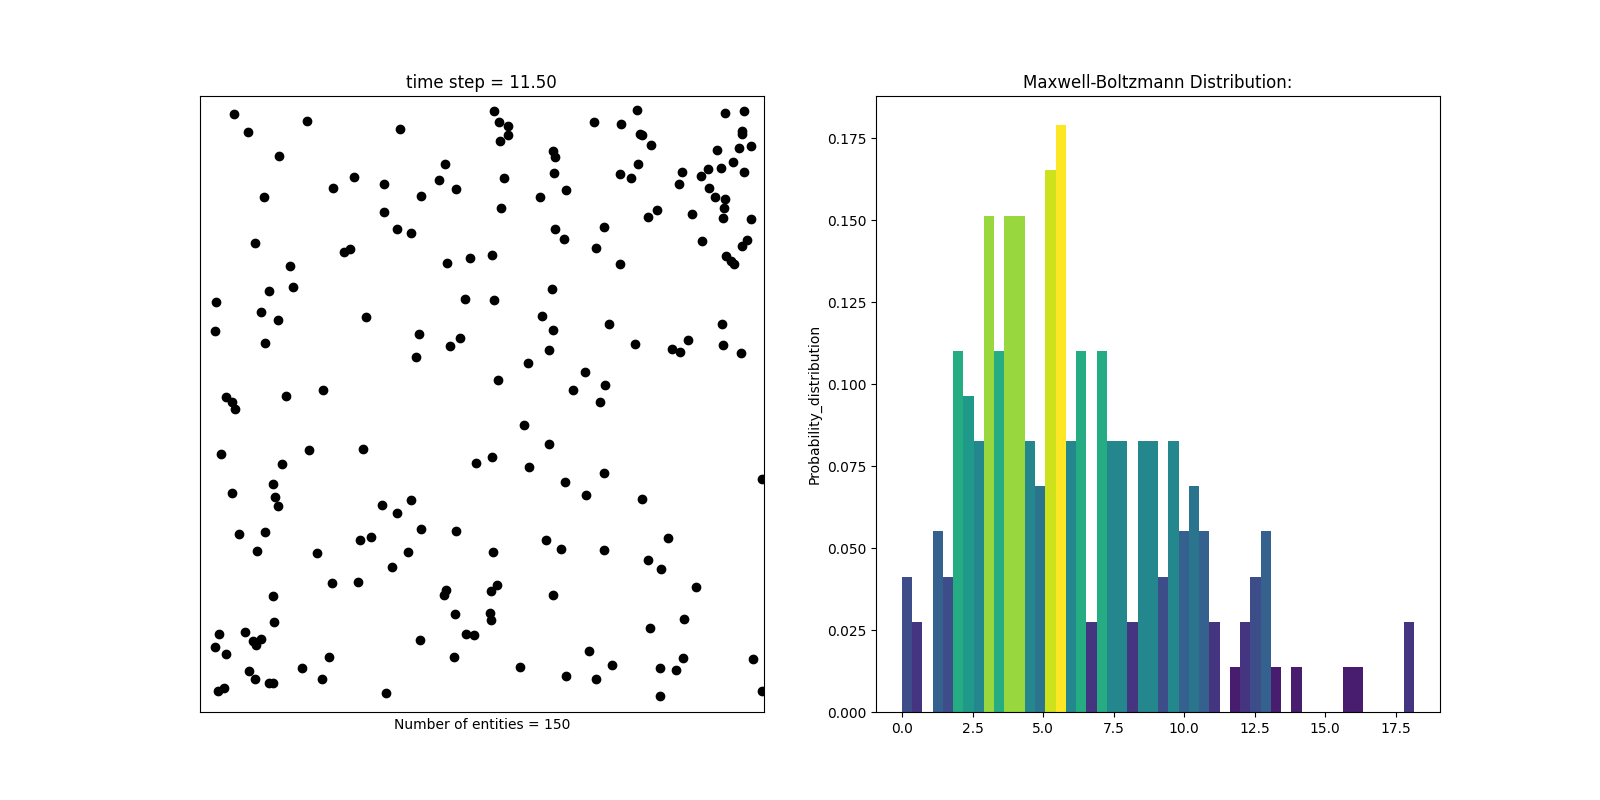 time step = 11.50
Number of entities = 150
Maxwell-Boltzmann Distribution:
Probability_distribution
0.175
0.150
0.125
0.100
0.075
0.050
0.025
0.000
0.0 2.5 5.0 7.5 10.0 12.5 15.0 17.5